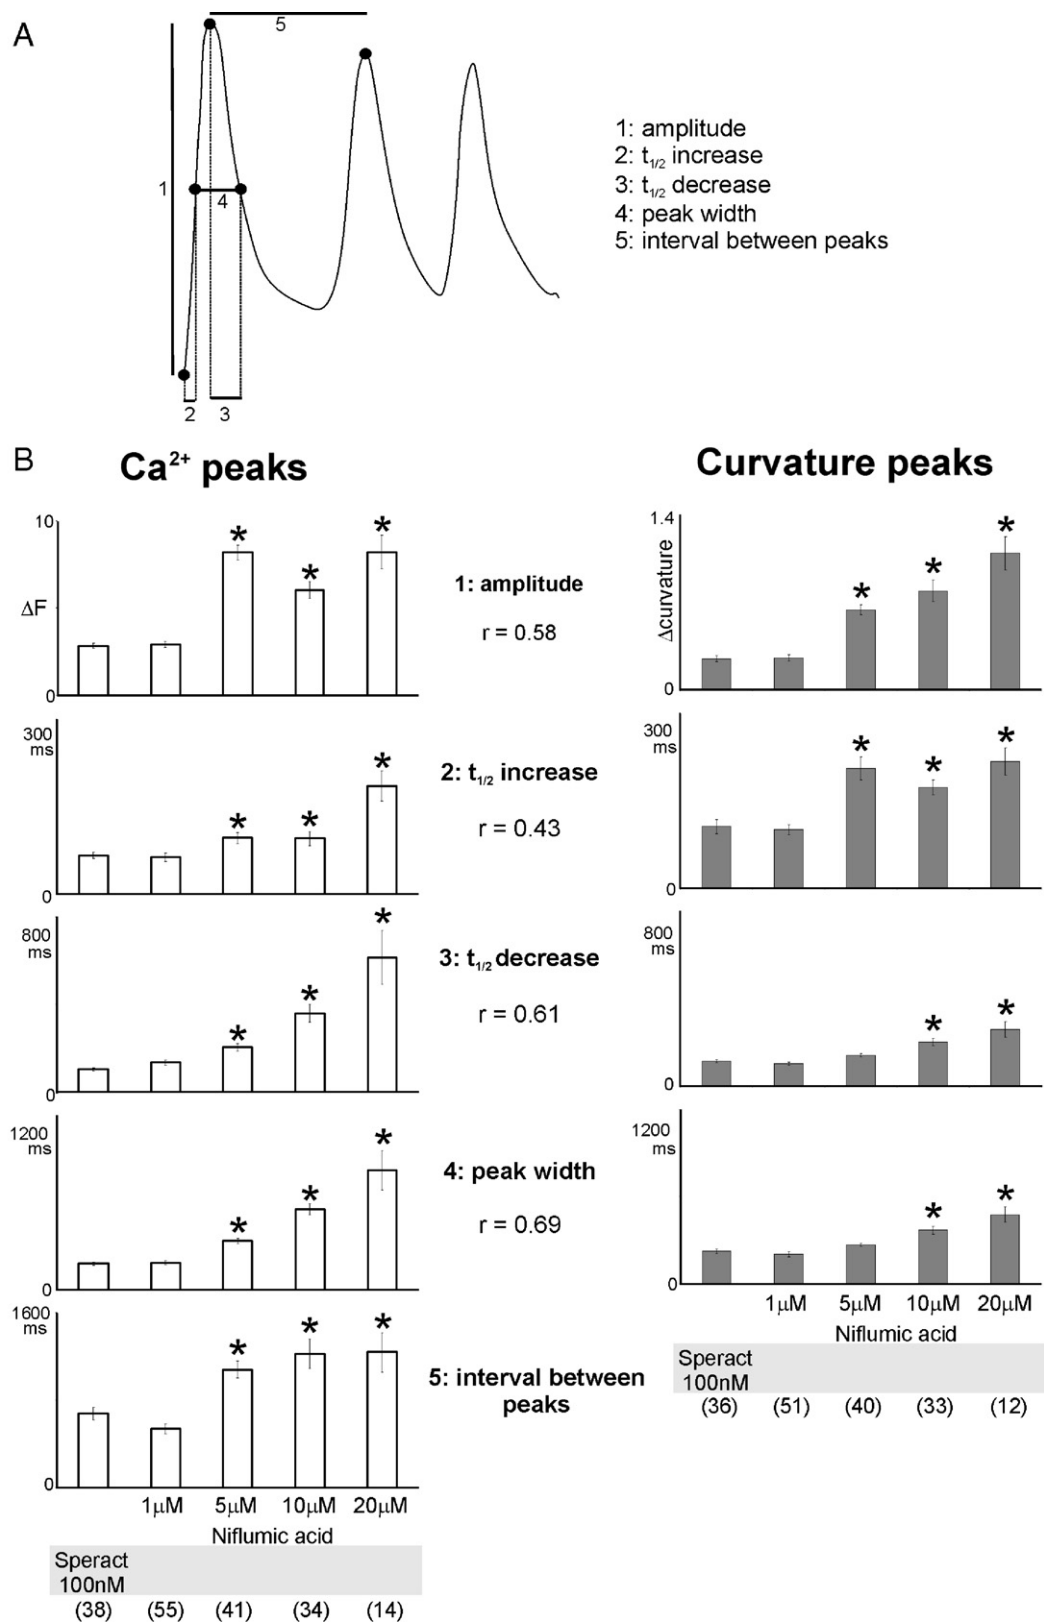 A
5
1
4
2
3
1: amplitude
2: t1/2 increase
3: t1/2 decrease
4: peak width
5: interval between peaks
B
Ca2+ peaks
Curvature peaks
10
ΔF
0
*
*
*
1: amplitude
r = 0.58
1.4
Δcurvature
0
*
*
*
300
ms
0
*
*
*
2: t1/2 increase
r = 0.43
300
ms
0
*
*
*
800
ms
0
*
*
*
3: t1/2 decrease
r = 0.61
800
ms
0
*
*
1200
ms
0
*
*
*
4: peak width
r = 0.69
1200
ms
0
*
*
1μM 5μM 10μM 20μM
Niflumic acid
Speract
100nM
(36) (51) (40) (33) (12)
1600
ms
0
*
*
*
5: interval between
peaks
1μM 5μM 10μM 20μM
Niflumic acid
Speract
100nM
(38) (55) (41) (34) (14)